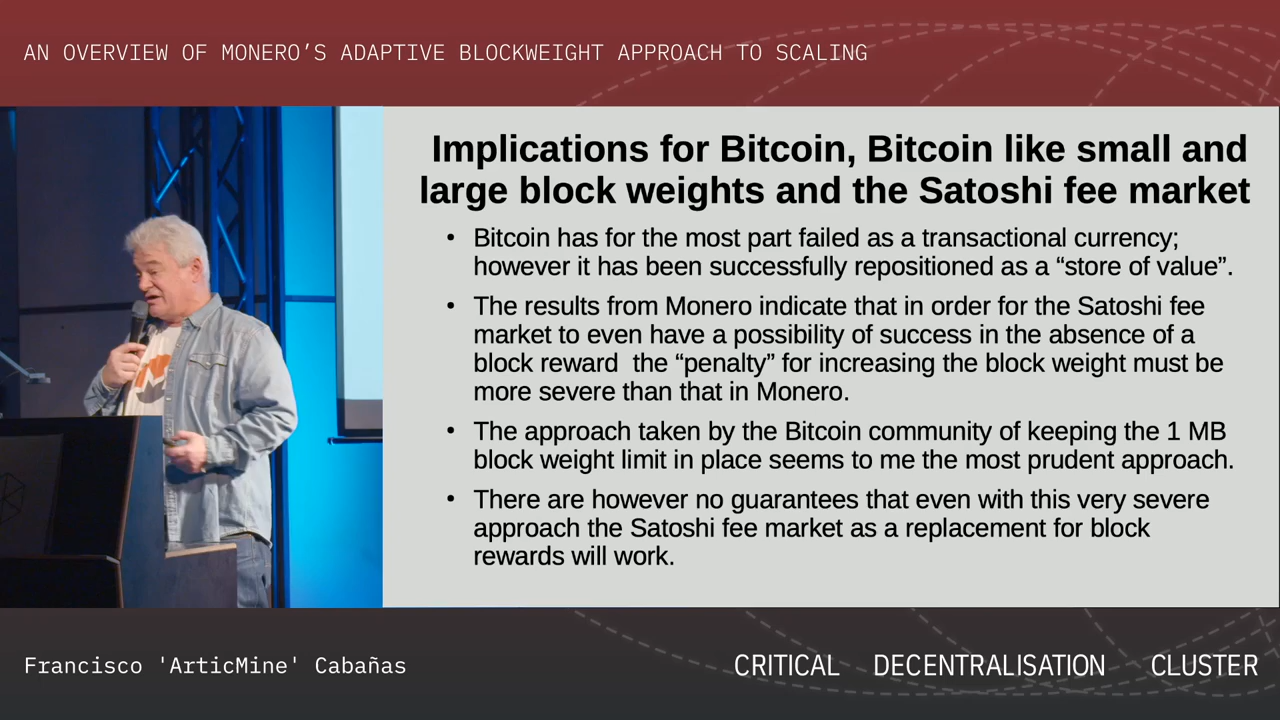 AN OVERVIEW OF MONERO'S ADAPTIVE BLOCKWEIGHT APPROACH TO SCALING
Implications for Bitcoin, Bitcoin like small and
large block weights and the Satoshi fee market
• Bitcoin has for the most part failed as a transactional currency;
however it has been successfully repositioned as a “store of value”.
• The results from Monero indicate that in order for the Satoshi fee
market to even have a possibility of success in the absence of a
block reward  the “penalty” for increasing the block weight must be
more severe than that in Monero.
• The approach taken by the Bitcoin community of keeping the 1 MB
block weight limit in place seems to me the most prudent approach.
• There are however no guarantees that even with this very severe
approach the Satoshi fee market as a replacement for block
rewards will work.
Francisco 'ArticMine' Cabañas
CRITICAL DECENTRALISATION CLUSTER